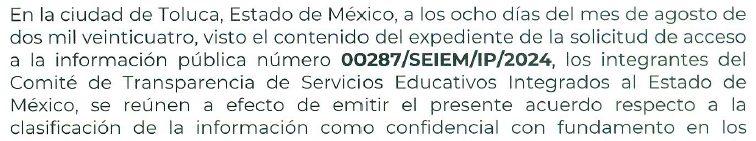 En la ciudad de Toluca, Estado de México, a los ocho días del mes de agosto de
dos mil veinticuatro, visto el contenido del expediente de la solicitud de acceso
a la información pública número 00287/SEIEM/IP/2024, los integrantes del
Comité de Transparencia de Servicios Educativos Integrados al Estado de
México, se reúnen a efecto de emitir el presente acuerdo respecto a la
clasificación de la información como confidencial con fundamento en los